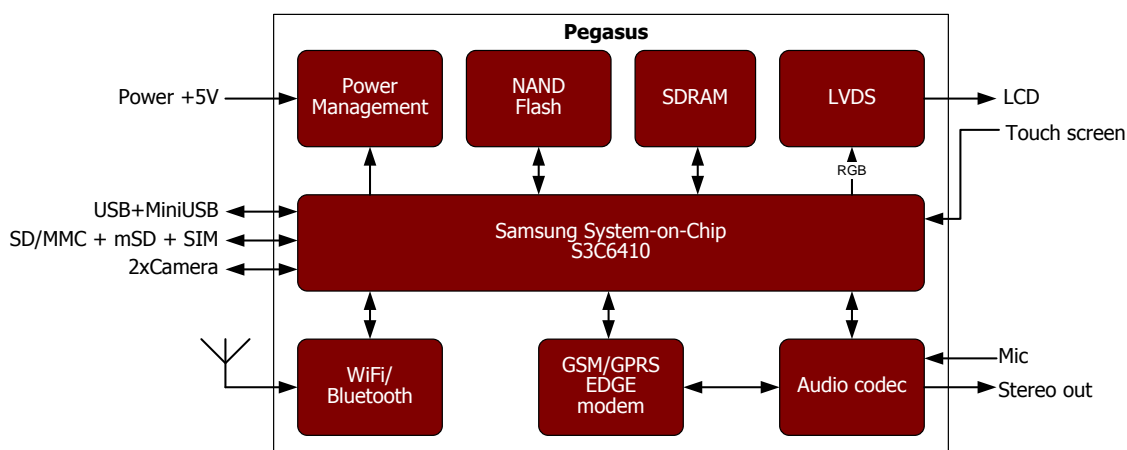 Pegasus
Power +5V
Power
Management
NAND
Flash
SDRAM
LVDS
LCD
Touch screen
RGB
USB+MiniUSB
SD/MMC + mSD + SIM
2xCamera
Samsung System-on-Chip
S3C6410
WiFi/
Bluetooth
GSM/GPRS
EDGE
modem
Audio codec
Mic
Stereo out